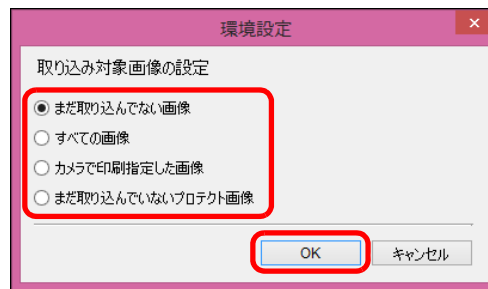 環境設定
取り込み対象画像の設定
まだ取り込んでない画像
すべての画像
カメラで印刷指定した画像
まだ取り込んでいないプロテクト画像
OK キャンセル